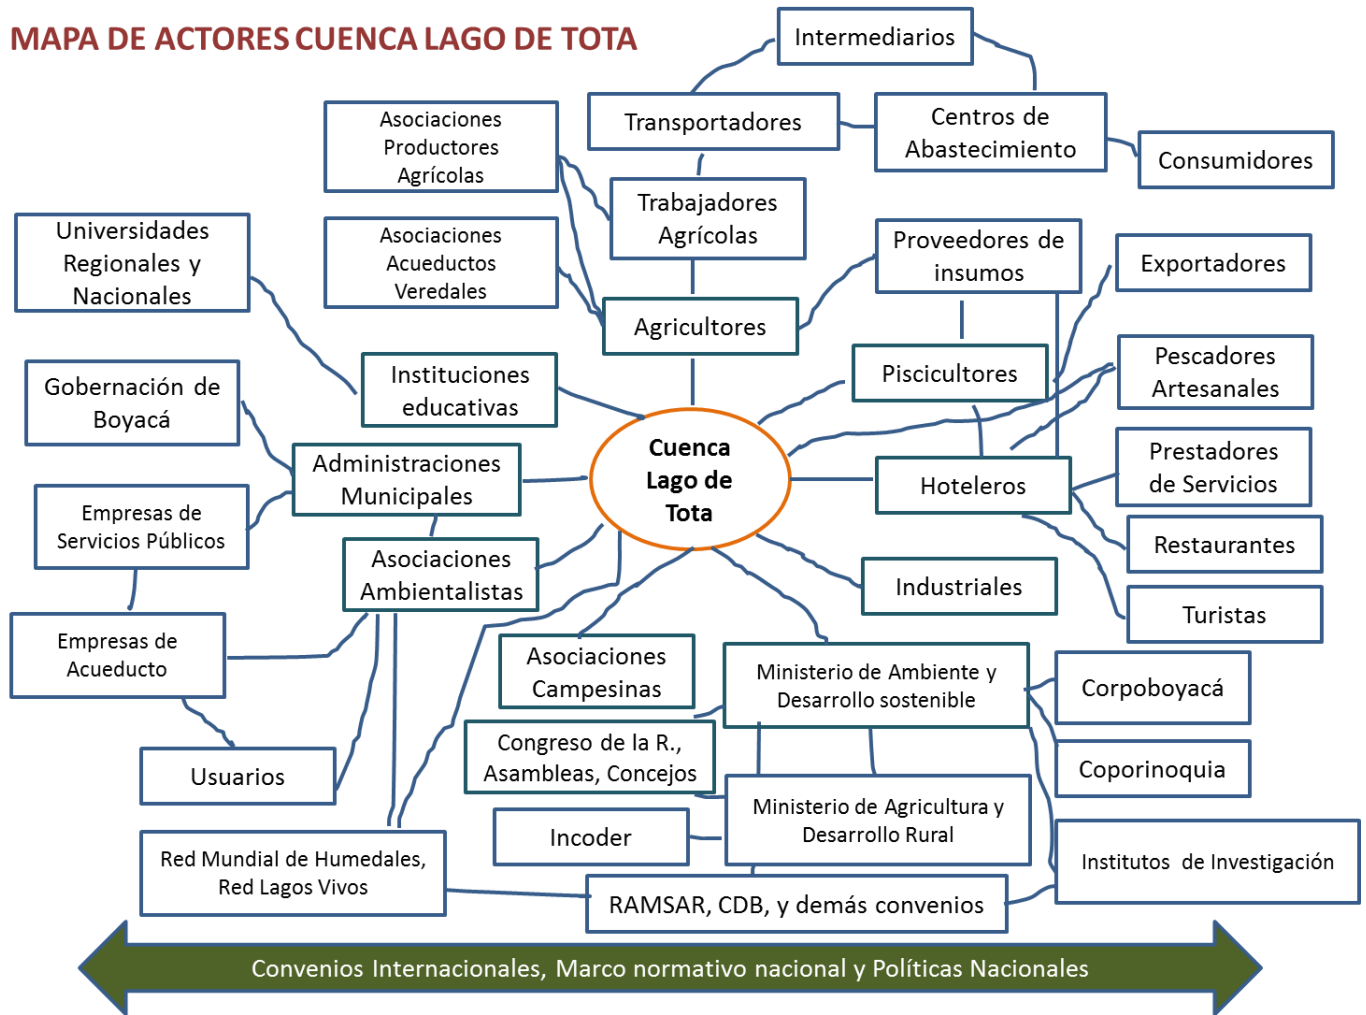 MAPA DE ACTORES CUENCA LAGO DE TOTA
Intermediarios
Transportadores
Centros de
Abastecimiento
Consumidores
Asociaciones
Productores
Agrícolas
Trabajadores
Agrícolas
Universidades
Regionales y
Nacionales
Asociaciones
Acueductos
Veredales
Proveedores de
insumos
Exportadores
Agricultores
Instituciones
educativas
Piscicultores
Pescadores
Artesanales
Gobernación de
Boyacá
Administraciones
Municipales
Cuenca
Lago de
Tota
Hoteleros
Prestadores
de Servicios
Empresas de
Servicios Públicos
Asociaciones
Ambientalistas
Industriales
Restaurantes
Turistas
Empresas de
Acueducto
Asociaciones
Campesinas
Ministerio de Ambiente y
Desarrollo sostenible
Corpoboyacá
Usuarios
Congreso de la R.,
Asambleas, Concejos
Coporinoquia
Incoder
Ministerio de Agricultura y
Desarrollo Rural
Institutos de Investigación
Red Mundial de Humedales,
Red Lagos Vivos
RAMSAR, CDB, y demás convenios
Convenios Internacionales, Marco normativo nacional y Políticas Nacionales